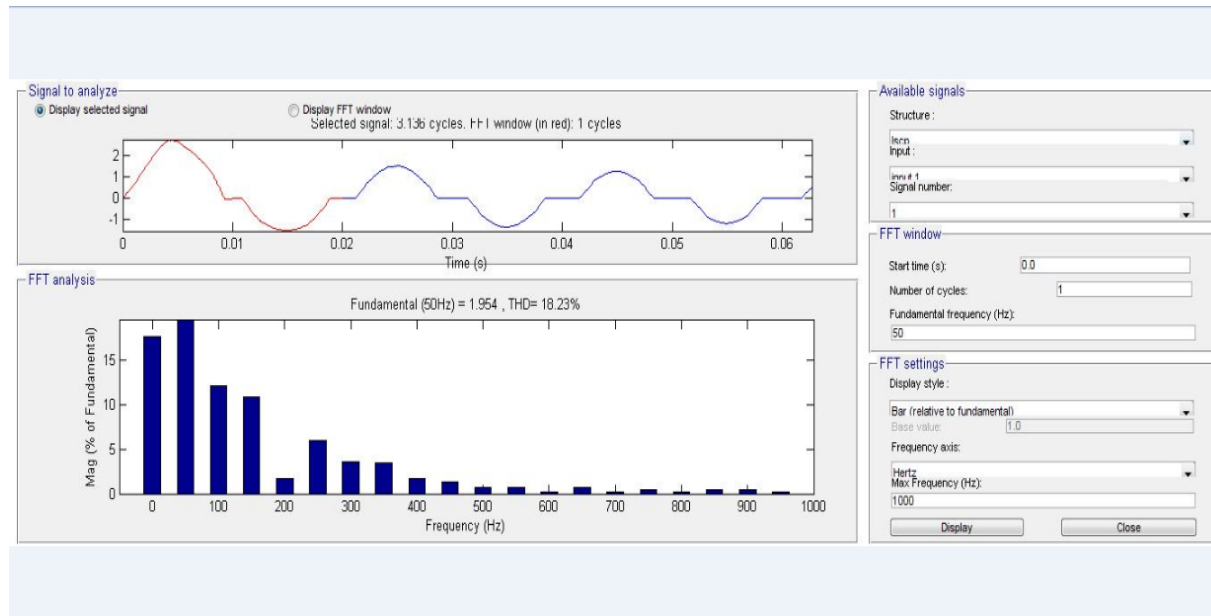 Signal to analyze
Display selected signal
Display FFT window
Selected signal: 3.136 cycles. FFT window (in red): 1 cycles
2
1
0
-1
0
0.01
0.02
0.03
0.04
0.05
0.06
Time (s)
FFT analysis
Fundamental (50Hz) = 1.954 , THD= 18.23%
Mag (% of Fundamental)
15
10
5
0
0
100
200
300
400
500
600
700
800
900
1000
Frequency (Hz)
Available signals
Structure :
Input :
input 1
Signal number:
1
FFT window
Start time (s):
0.0
Number of cycles:
1
Fundamental frequency (Hz):
50
FFT settings
Display style :
Bar (relative to fundamental)
Base value:
1.0
Frequency axis:
Hertz
Max Frequency (Hz):
1000
Display
Close